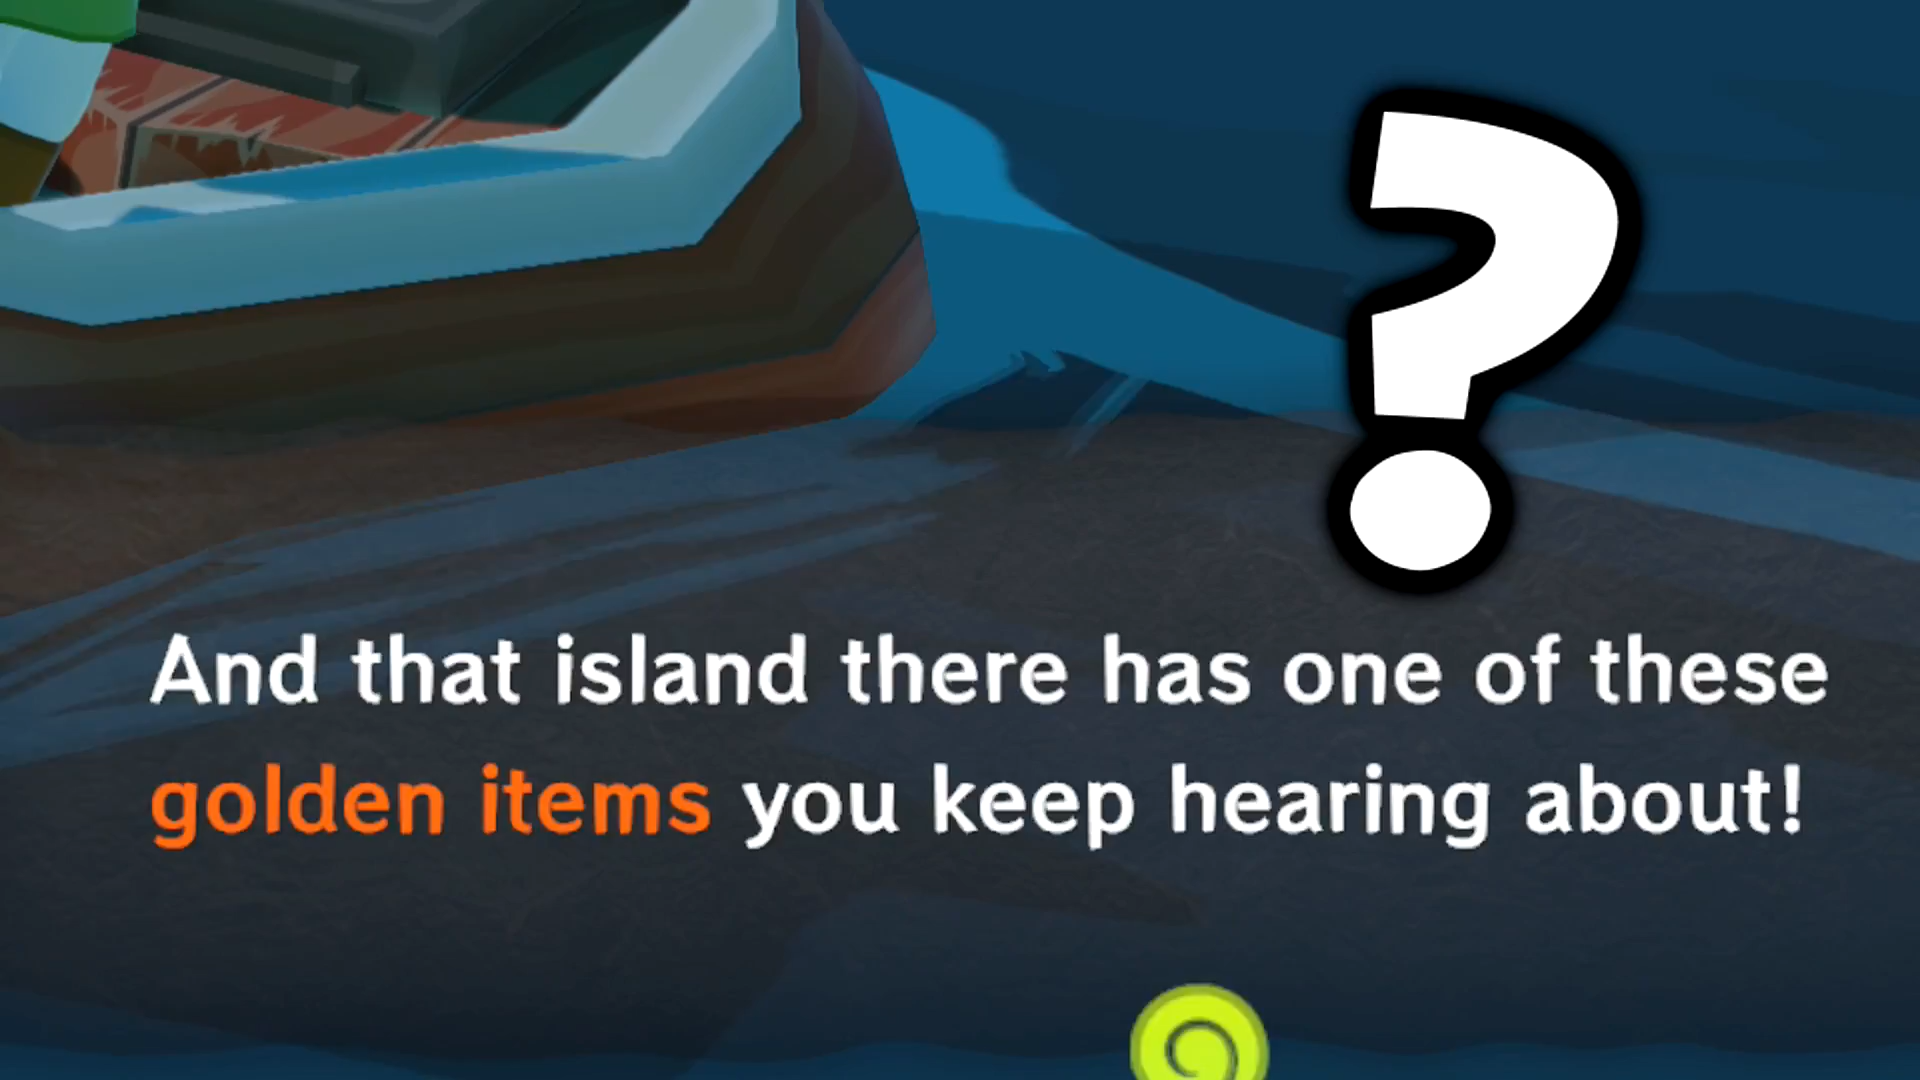 ?
And that island there has one of these
golden items you keep hearing about!